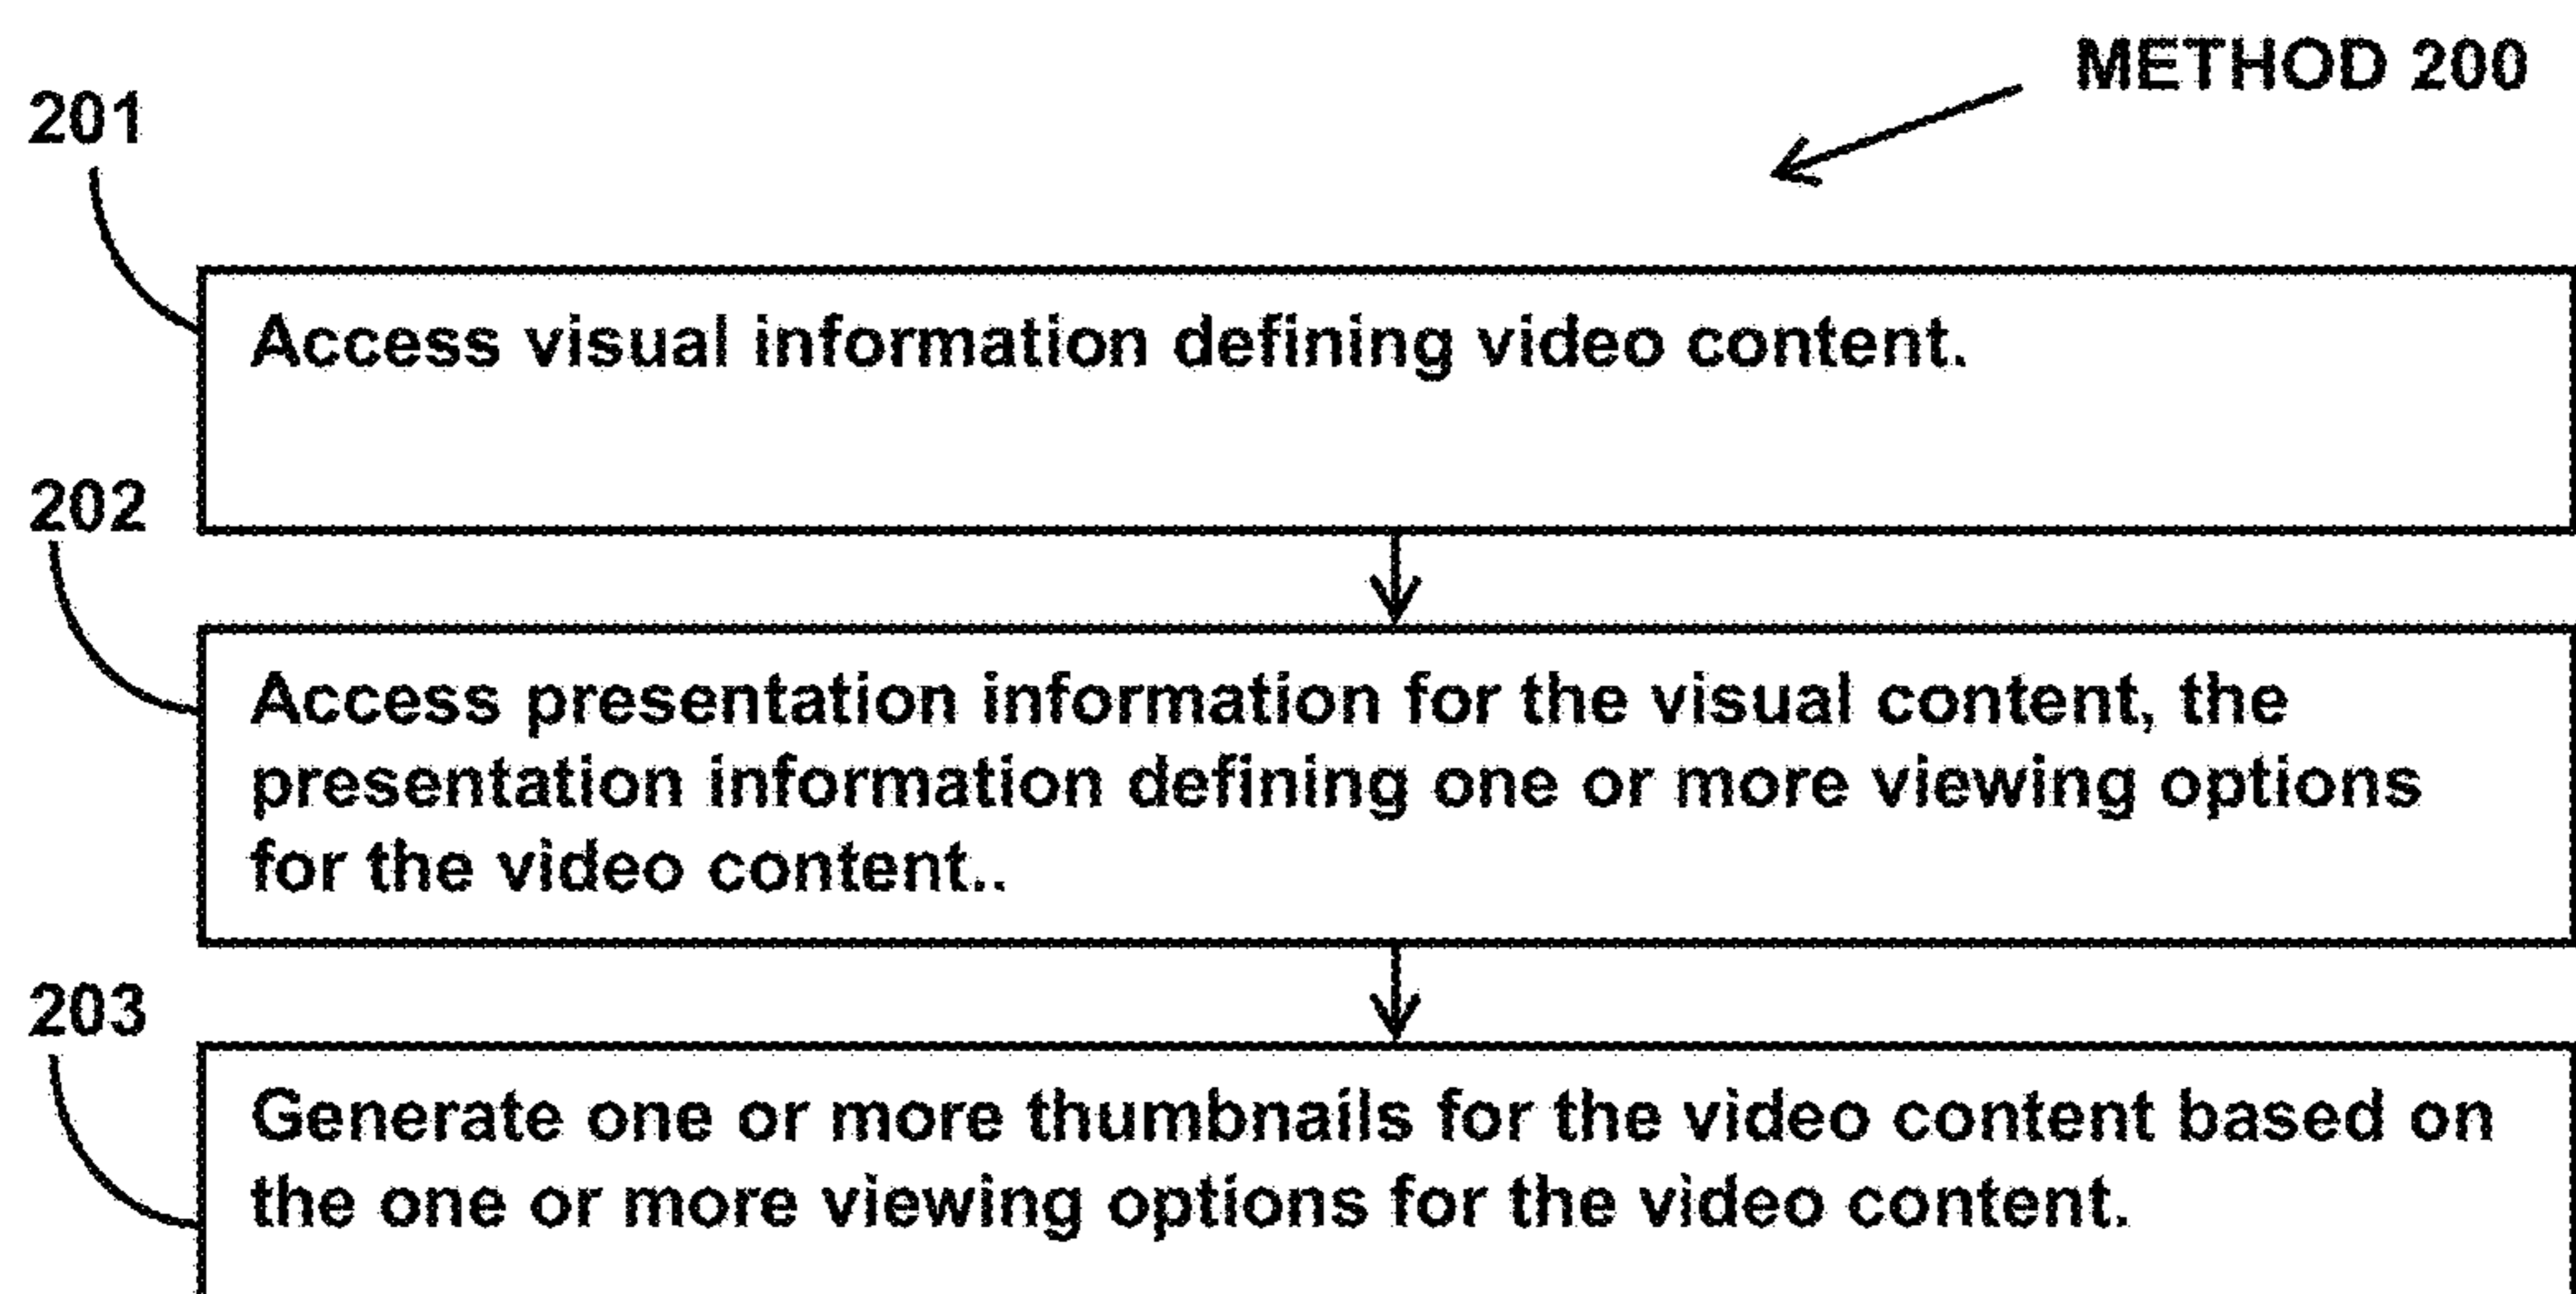 METHOD 200
201
Access visual information defining video content.
202
Access presentation information for the visual content, the
presentation information defining one or more viewing options
for the video content..
203
Generate one or more thumbnails for the video content based on
the one or more viewing options for the video content.